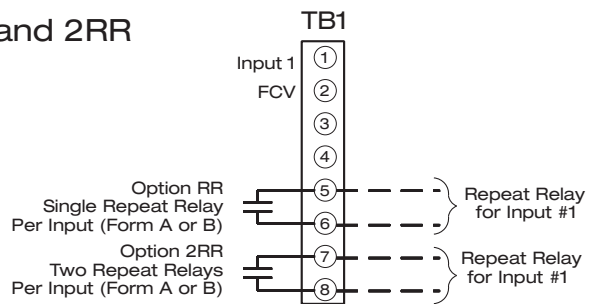 and 2RR
TB1
Input 1
1
FCV
2
3
4
Option RR
Single Repeat Relay
Per Input (Form A or B)
5
6
Repeat Relay
for Input #1
Option 2RR
Two Repeat Relays
Per Input (Form A or B)
7
8
Repeat Relay
for Input #1